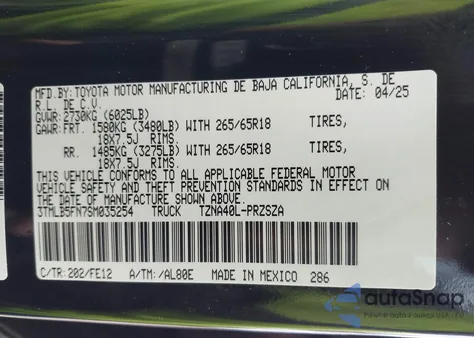 MFD.BY:TOYOTA MOTOR MANUFACTURING DE BAJA CALIFORNIA, S. DE
R.L. DE C.V. DATE: 04/25
GVWR: 2730KG (6025LB)
GAWR: FRT. 1580KG (3480LB) WITH 265/65R18 TIRES,
18X7.5J RIMS.
RR. 1485KG (3275LB) WITH 265/65R18 TIRES,
18X7.5J RIMS.
THIS VEHICLE CONFORMS TO ALL APPLICABLE FEDERAL MOTOR
VEHICLE SAFETY AND THEFT PREVENTION STANDARDS IN EFFECT ON
THE DATE OF MANUFACTURE SHOWN ABOVE.
3TMLB5FN7SM035254 TRUCK TZNA40L-PRZSZA
C/TR: 202/FE12 A/TM: /AL80E MADE IN MEXICO 286
autoSnap